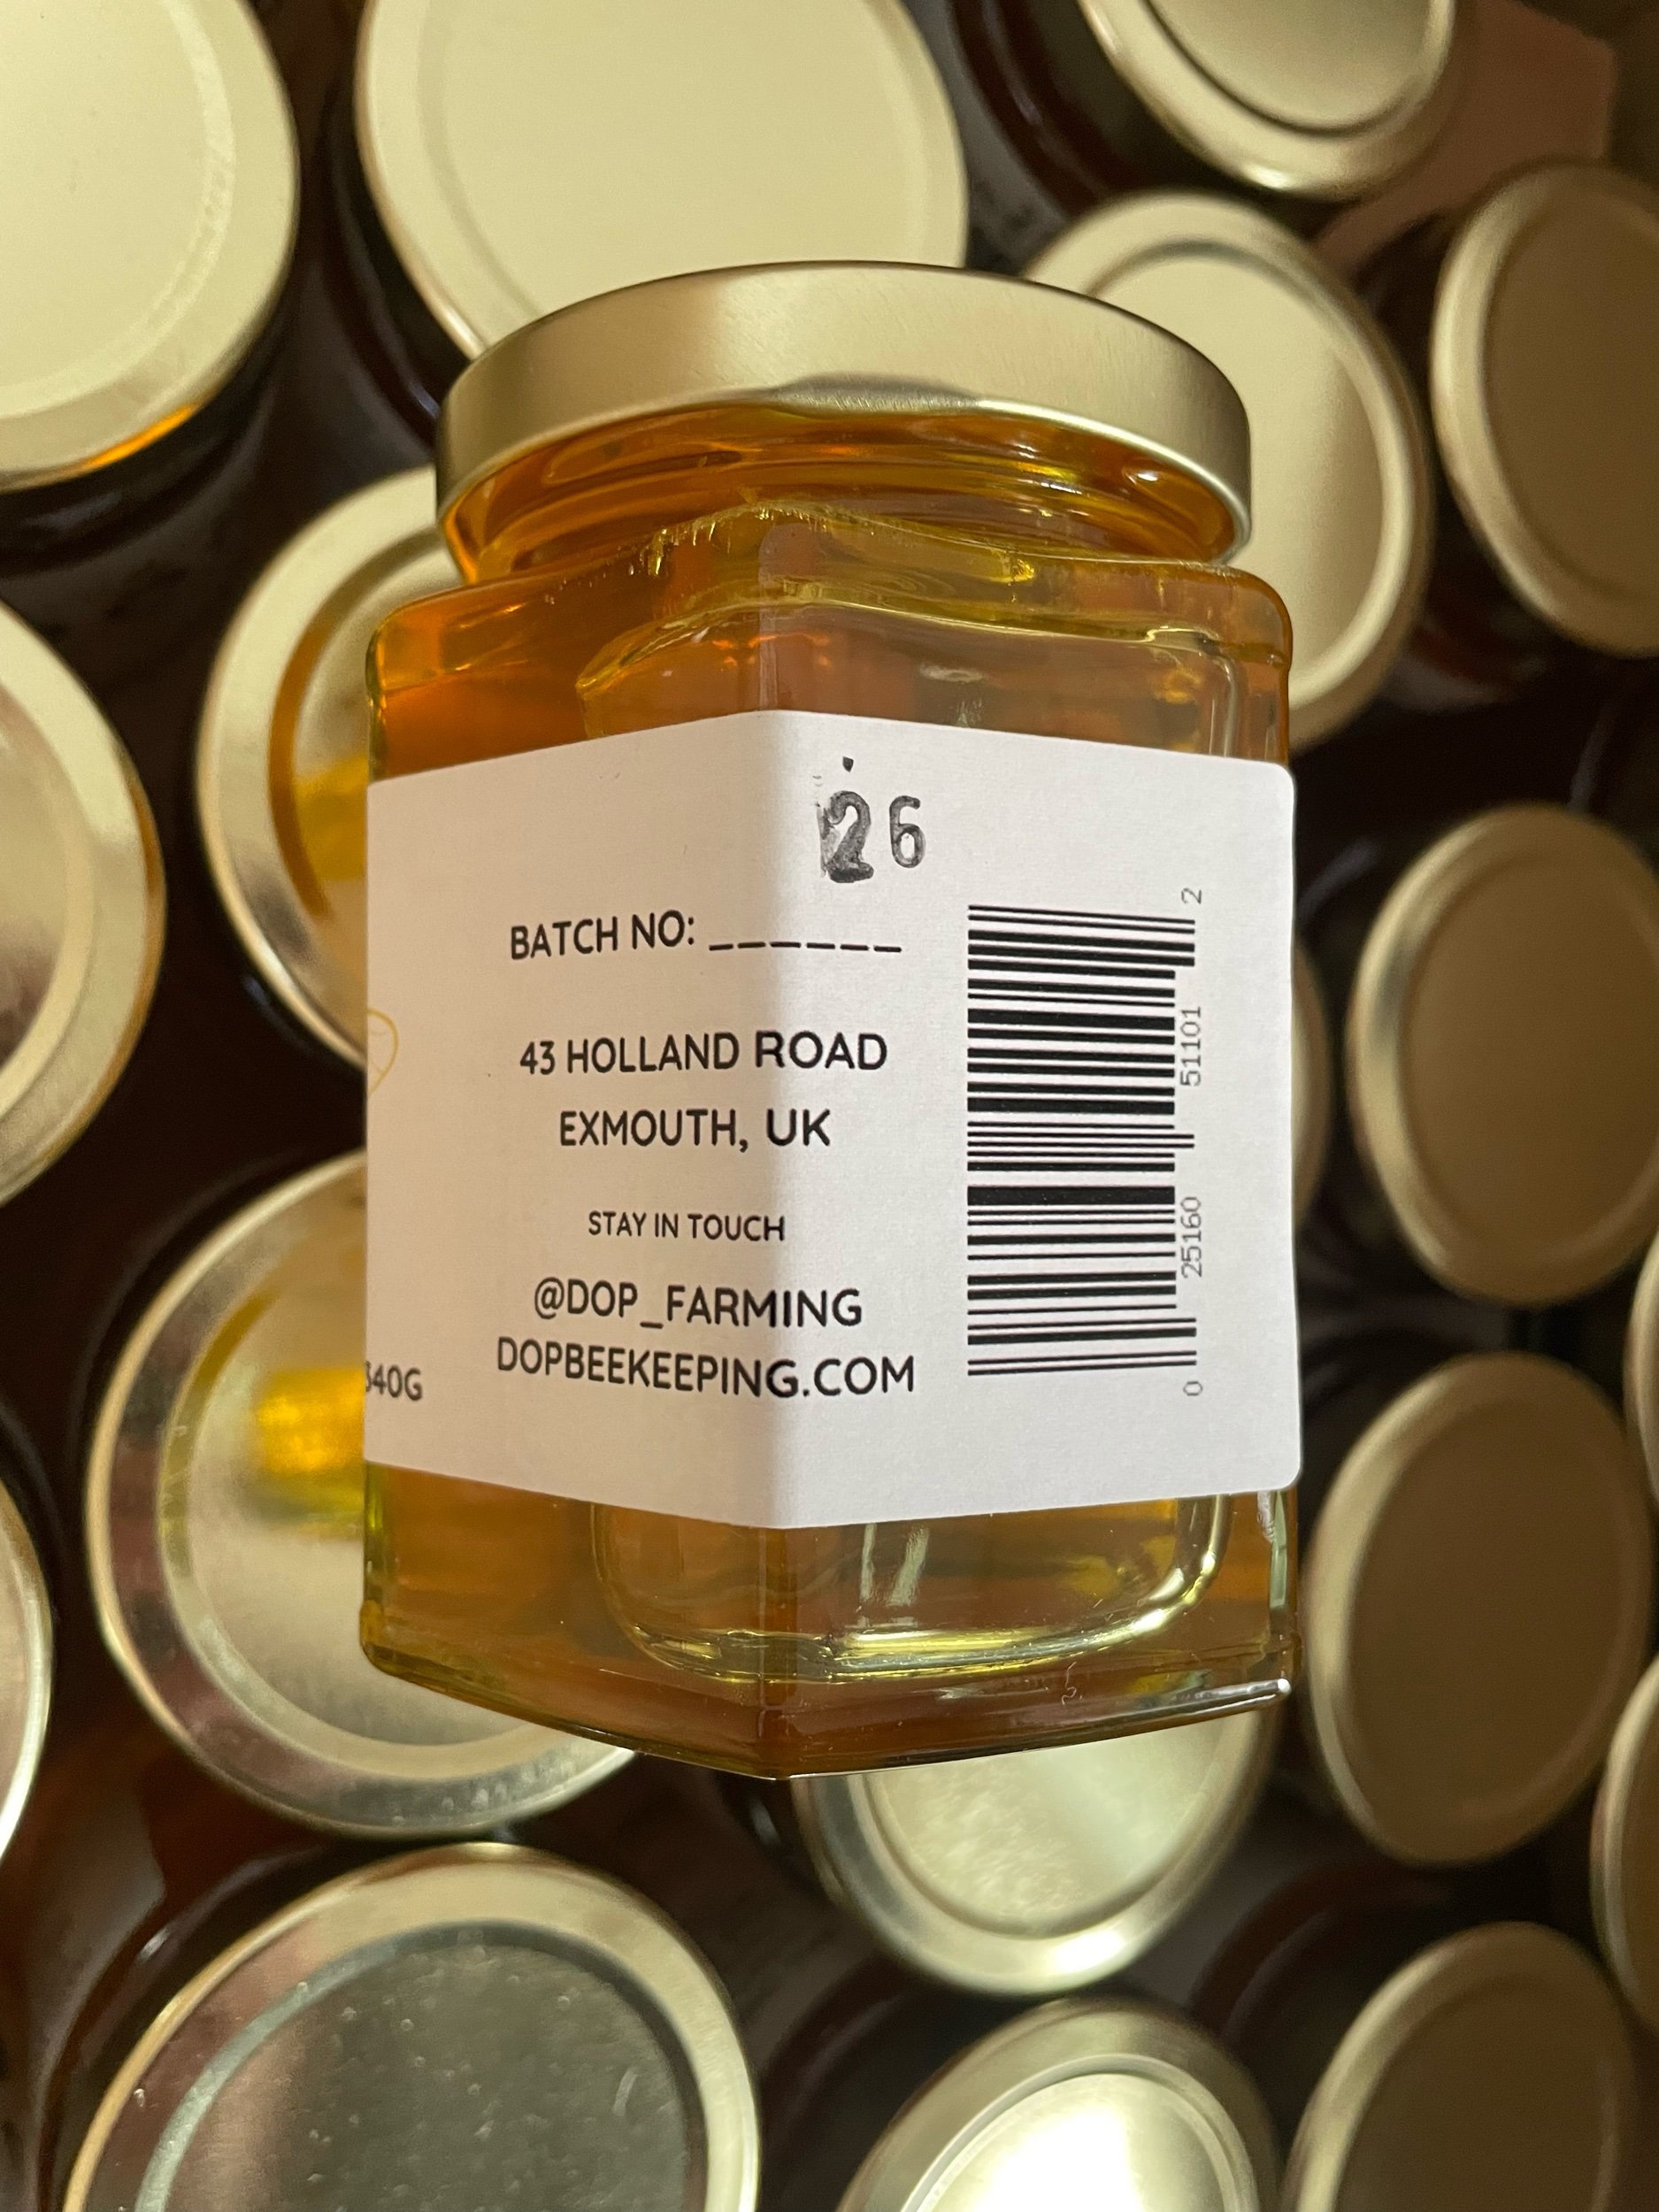 26
BATCH NO: ______
43 HOLLAND ROAD
EXMOUTH, UK
STAY IN TOUCH
@DOP_FARMING
DOPBEEKEEPING.COM
340G
0 25160 51101 2